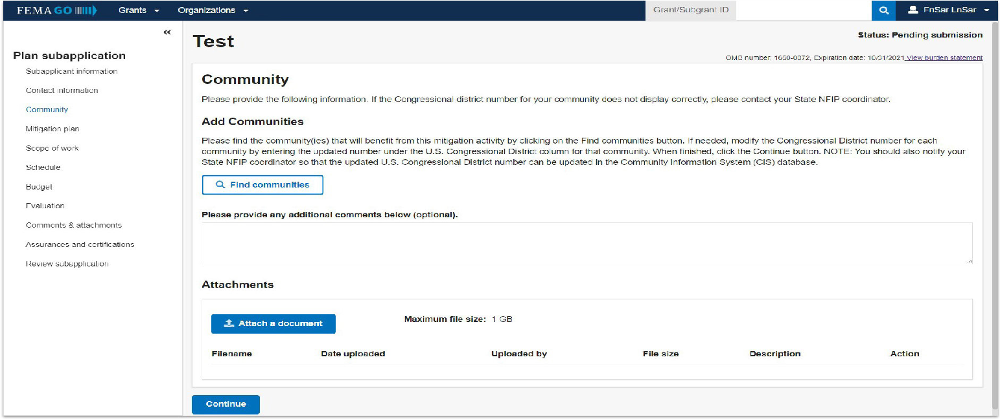 FEMA GO Grants Organizations Grant/Subgrant ID FnSar LnSar
«
Plan subapplication
Subapplicant information
Contact information
Community
Mitigation plan
Scope of work
Schedule
Budget
Evaluation
Comments & attachments
Assurances and certifications
Review subapplication
Test
Status: Pending submission
OMB number: 1660-0072, Expiration date: 10/31/2021 View burden statement
Community
Please provide the following information. If the Congressional district number for your community does not display correctly, please contact your State NFIP coordinator.
Add Communities
Please find the community(ies) that will benefit from this mitigation activity by clicking on the Find communities button. If needed, modify the Congressional District number for each
community by entering the updated number under the U.S. Congressional District column for that community. When finished, click the Continue button. NOTE: You should also notify your
State NFIP coordinator so that the updated U.S. Congressional District number can be updated in the Community Information System (CIS) database.
Find communities
Please provide any additional comments below (optional).
Attachments
Attach a document Maximum file size: 1 GB
Filename Date uploaded Uploaded by File size Description Action
Continue